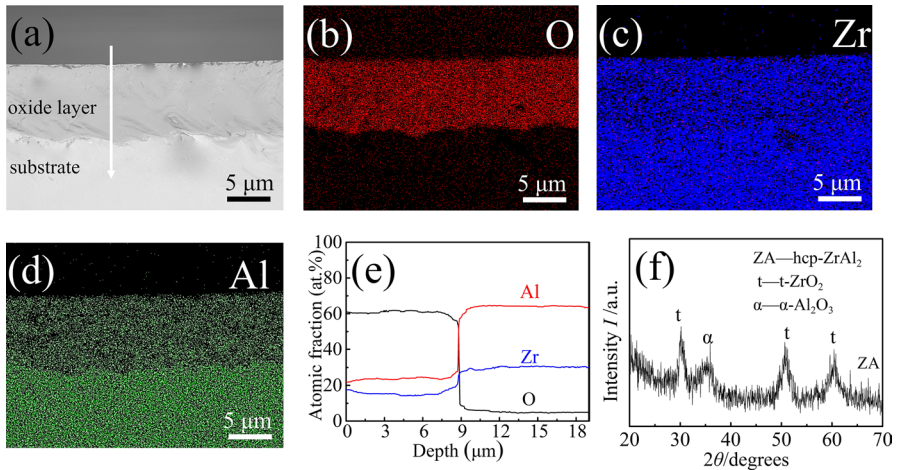 (a)
oxide layer
substrate
5 μm
(b)
O
5 μm
(c)
Zr
5 μm
(d)
Al
5 μm
(e)
Atomic fraction (at.%)
100
80
60
40
20
0
Al
Zr
O
0 3 6 9 12 15 18
Depth (μm)
(f)
ZA—hcp-ZrAl₂
t—t-ZrO₂
α—α-Al₂O₃
Intensity I /a.u.
t
α
t
t
ZA
20 30 40 50 60 70
2θ/degrees